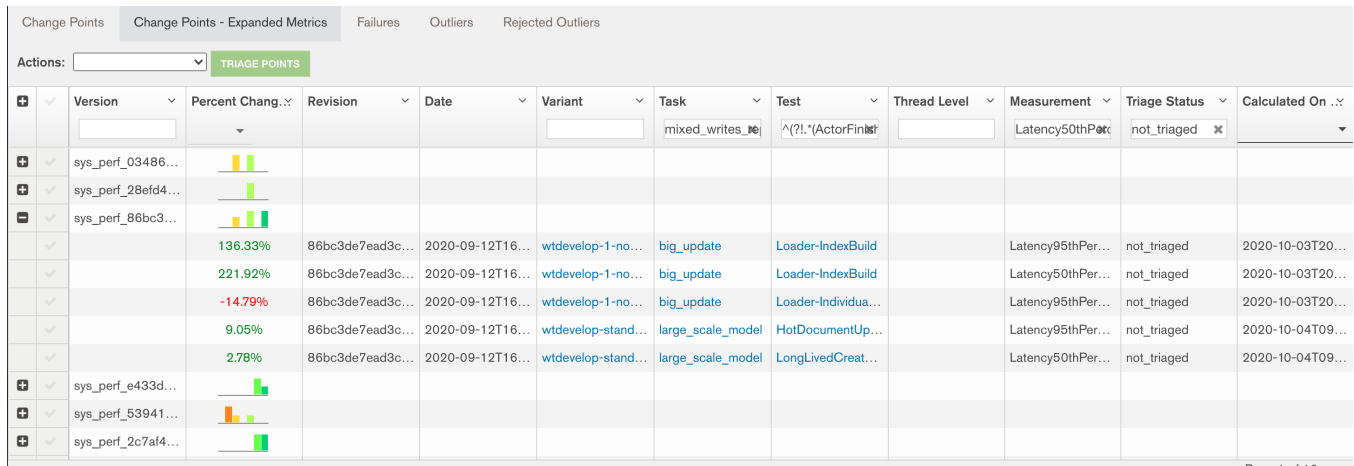 Change Points Change Points - Expanded Metrics Failures Outliers Rejected Outliers
Actions: TRIAGE POINTS
Version Percent Chang... Revision Date Variant Task Test Thread Level Measurement Triage Status Calculated On ...
mixed_writes_re ^(?!.*(ActorFinish Latency50thPerc not_triaged
sys_perf_03486...
sys_perf_28efd4...
sys_perf_86bc3...
136.33% 86bc3de7ead3c... 2020-09-12T16... wtdevelop-1-no... big_update Loader-IndexBuild Latency95thPer... not_triaged 2020-10-03T20...
221.92% 86bc3de7ead3c... 2020-09-12T16... wtdevelop-1-no... big_update Loader-IndexBuild Latency50thPer... not_triaged 2020-10-03T20...
-14.79% 86bc3de7ead3c... 2020-09-12T16... wtdevelop-1-no... big_update Loader-Individua... Latency95thPer... not_triaged 2020-10-03T20...
9.05% 86bc3de7ead3c... 2020-09-12T16... wtdevelop-stand... large_scale_model HotDocumentUp... Latency95thPer... not_triaged 2020-10-04T09...
2.78% 86bc3de7ead3c... 2020-09-12T16... wtdevelop-stand... large_scale_model LongLivedCreat... Latency50thPer... not_triaged 2020-10-04T09...
sys_perf_e433d...
sys_perf_53941...
sys_perf_2c7af4...